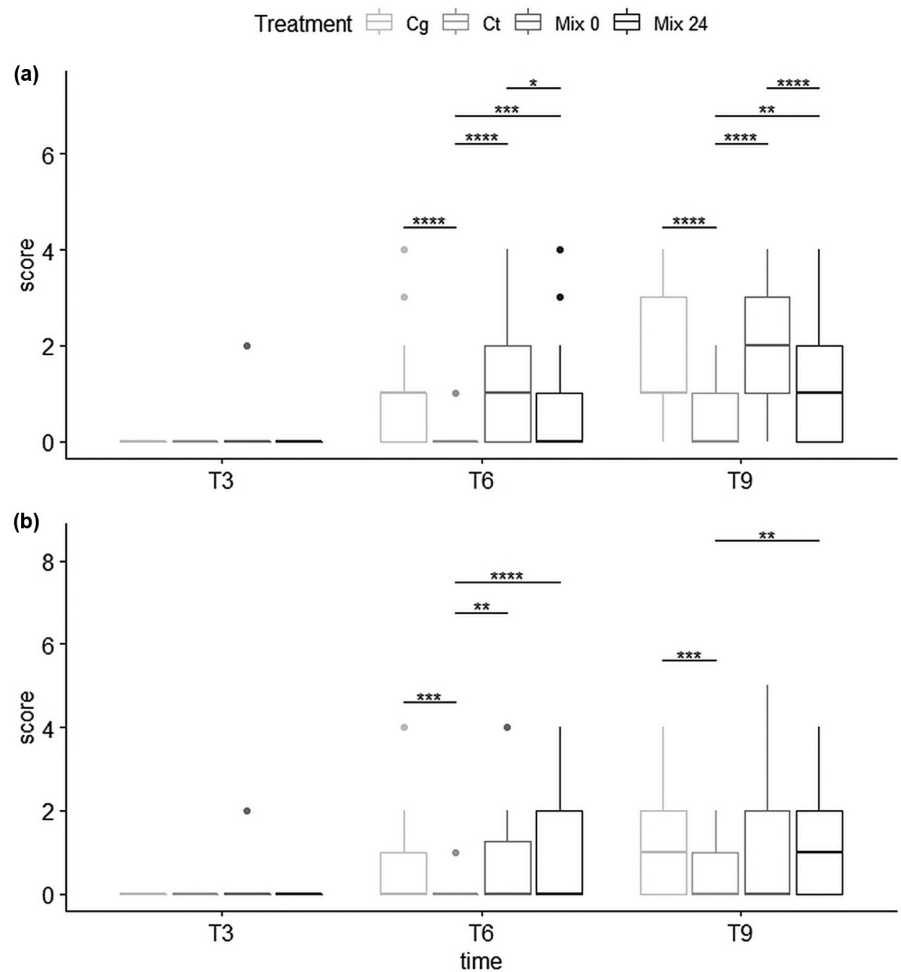 Treatment Cg Ct Mix 0 Mix 24
(a)
* ****
*** **
**** ****
6
**** ****
4
score
2
0
T3 T6 T9
(b)
8
**
****
**
6
***
***
4
score
2
0
T3 T6 T9
time